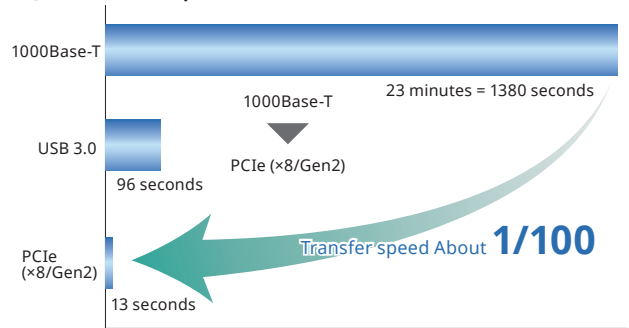 1000Base-T
23 minutes = 1380 seconds
1000Base-T
PCIe (×8/Gen2)
USB 3.0
96 seconds
Transfer speed About 1/100
PCIe
(×8/Gen2)
13 seconds